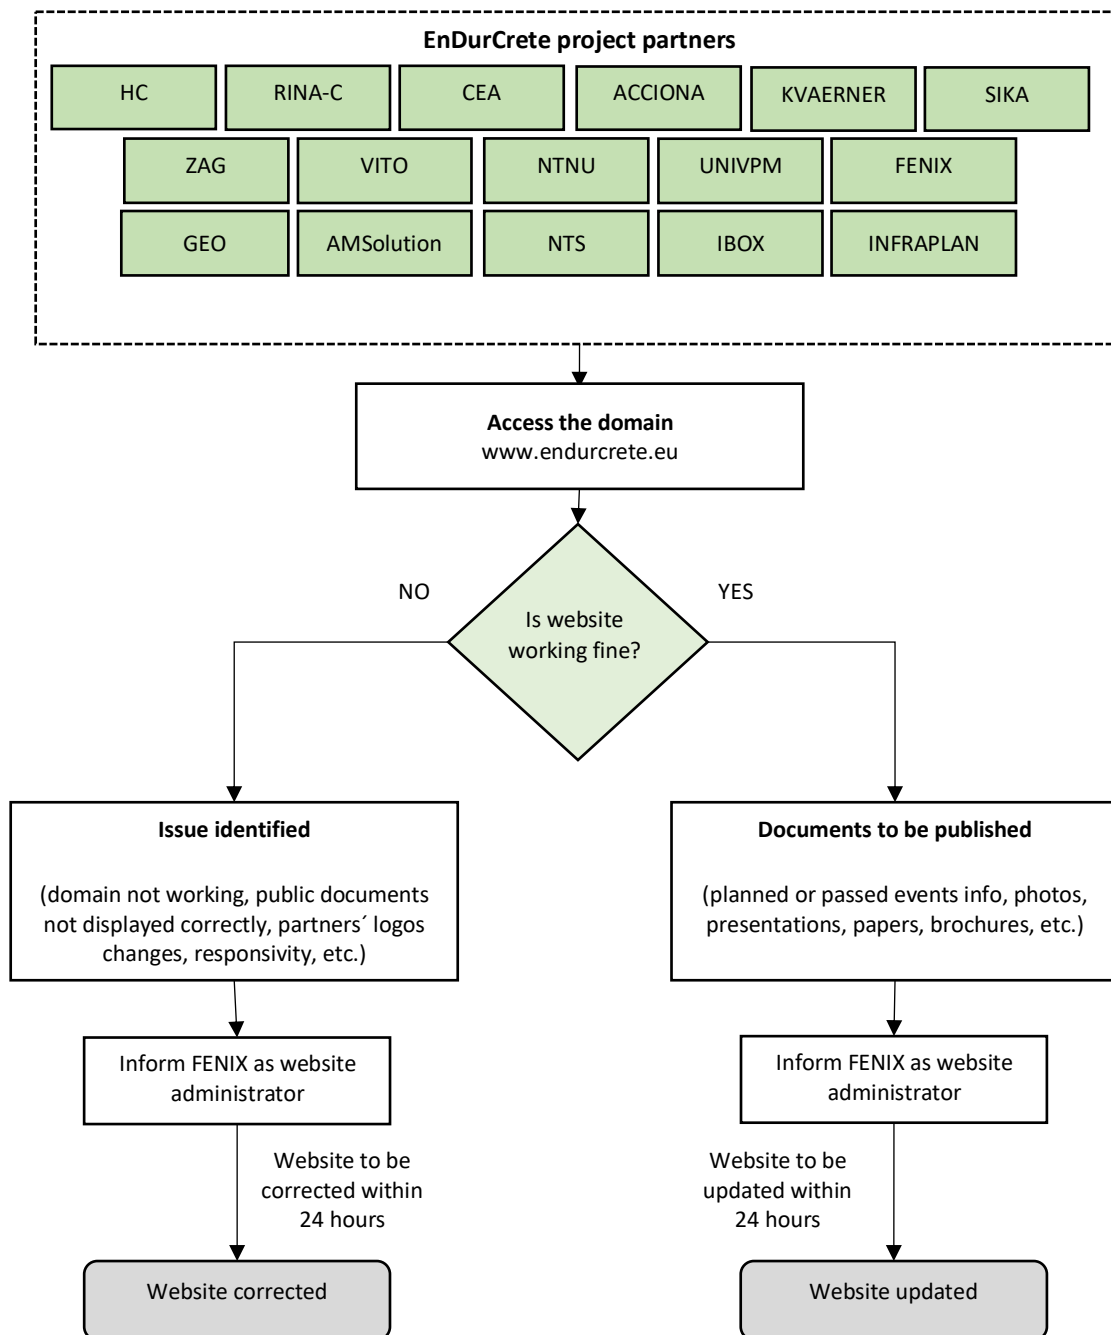 EnDurCrete project partners
HC
RINA-C
CEA
ACCIONA
KVAERNER
SIKA
ZAG
VITO
NTNU
UNIVPM
FENIX
GEO
AMSolution
NTS
IBOX
INFRAPLAN
Access the domain
www.endurcrete.eu
NO
YES
Is website
working fine?
Issue identified
(domain not working, public documents
not displayed correctly, partners´ logos
changes, responsivity, etc.)
Documents to be published
(planned or passed events info, photos,
presentations, papers, brochures, etc.)
Inform FENIX as website
administrator
Inform FENIX as website
administrator
Website to be
corrected within
24 hours
Website to be
updated within
24 hours
Website corrected
Website updated